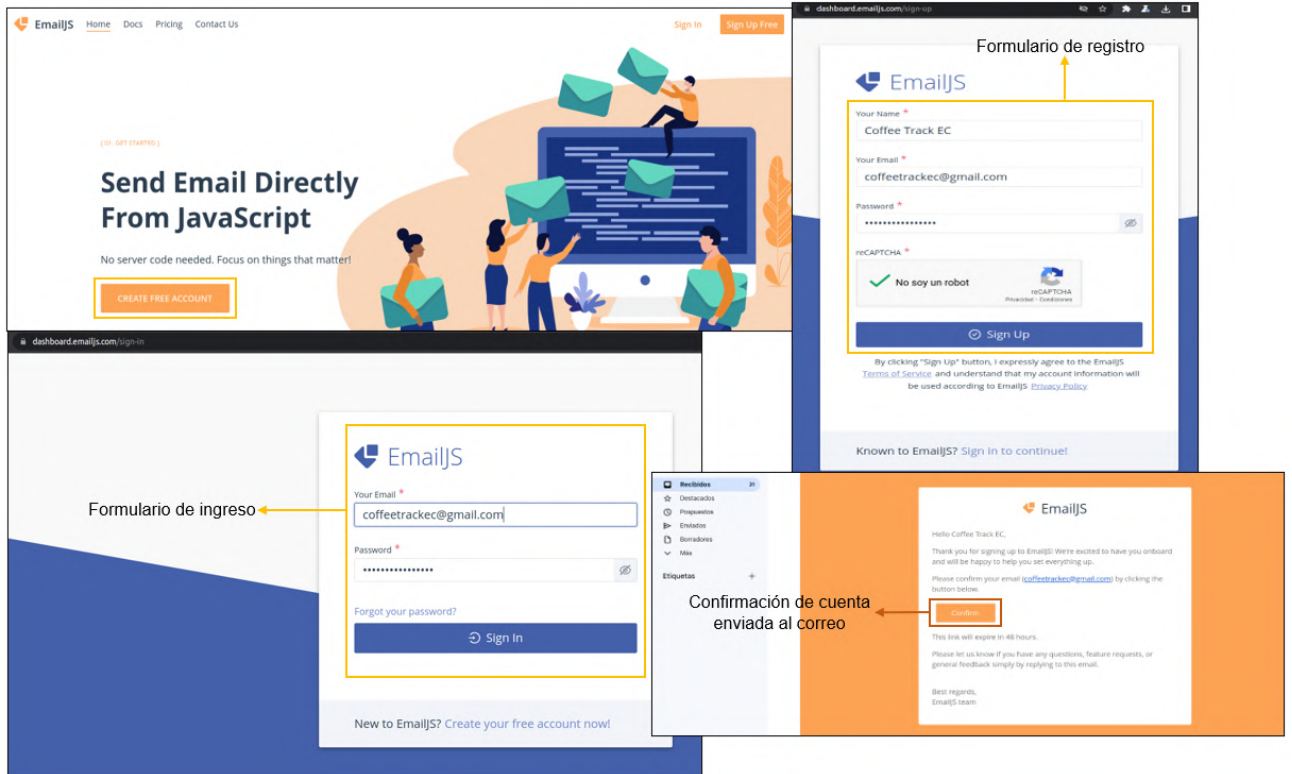 EmailJS Home Docs Pricing Contact Us Sign In Sign Up Free
( 01. GET STARTED )
Send Email Directly
From JavaScript
No server code needed. Focus on things that matter!
CREATE FREE ACCOUNT
dashboard.emailjs.com/sign-up
Formulario de registro
EmailJS
Your Name *
Coffee Track EC
Your Email *
coffeetrackec@gmail.com
Password *
••••••••••••••••
reCAPTCHA *
No soy un robot
reCAPTCHA
Privacidad - Condiciones
Sign Up
By clicking "Sign Up" button, I expressly agree to the EmailJS
Terms of Service and understand that my account information will
be used according to EmailJS Privacy Policy
Known to EmailJS? Sign in to continue!
dashboard.emailjs.com/sign-in
Formulario de ingreso
EmailJS
Your Email *
coffeetrackec@gmail.com
Password *
••••••••••••••••
Forgot your password?
Sign In
New to EmailJS? Create your free account now!
Recibidos 21
Destacados
Pospuestos
Enviados
Borradores
Más
Etiquetas +
Confirmación de cuenta
enviada al correo
EmailJS
Hello Coffee Track EC,
Thank you for signing up to EmailJS! We're excited to have you onboard
and will be happy to help you set everything up.
Please confirm your email (coffeetrackec@gmail.com) by clicking the
button below.
Confirm
This link will expire in 48 hours.
Please let us know if you have any questions, feature requests, or
general feedback simply by replying to this email.
Best regards,
EmailJS team